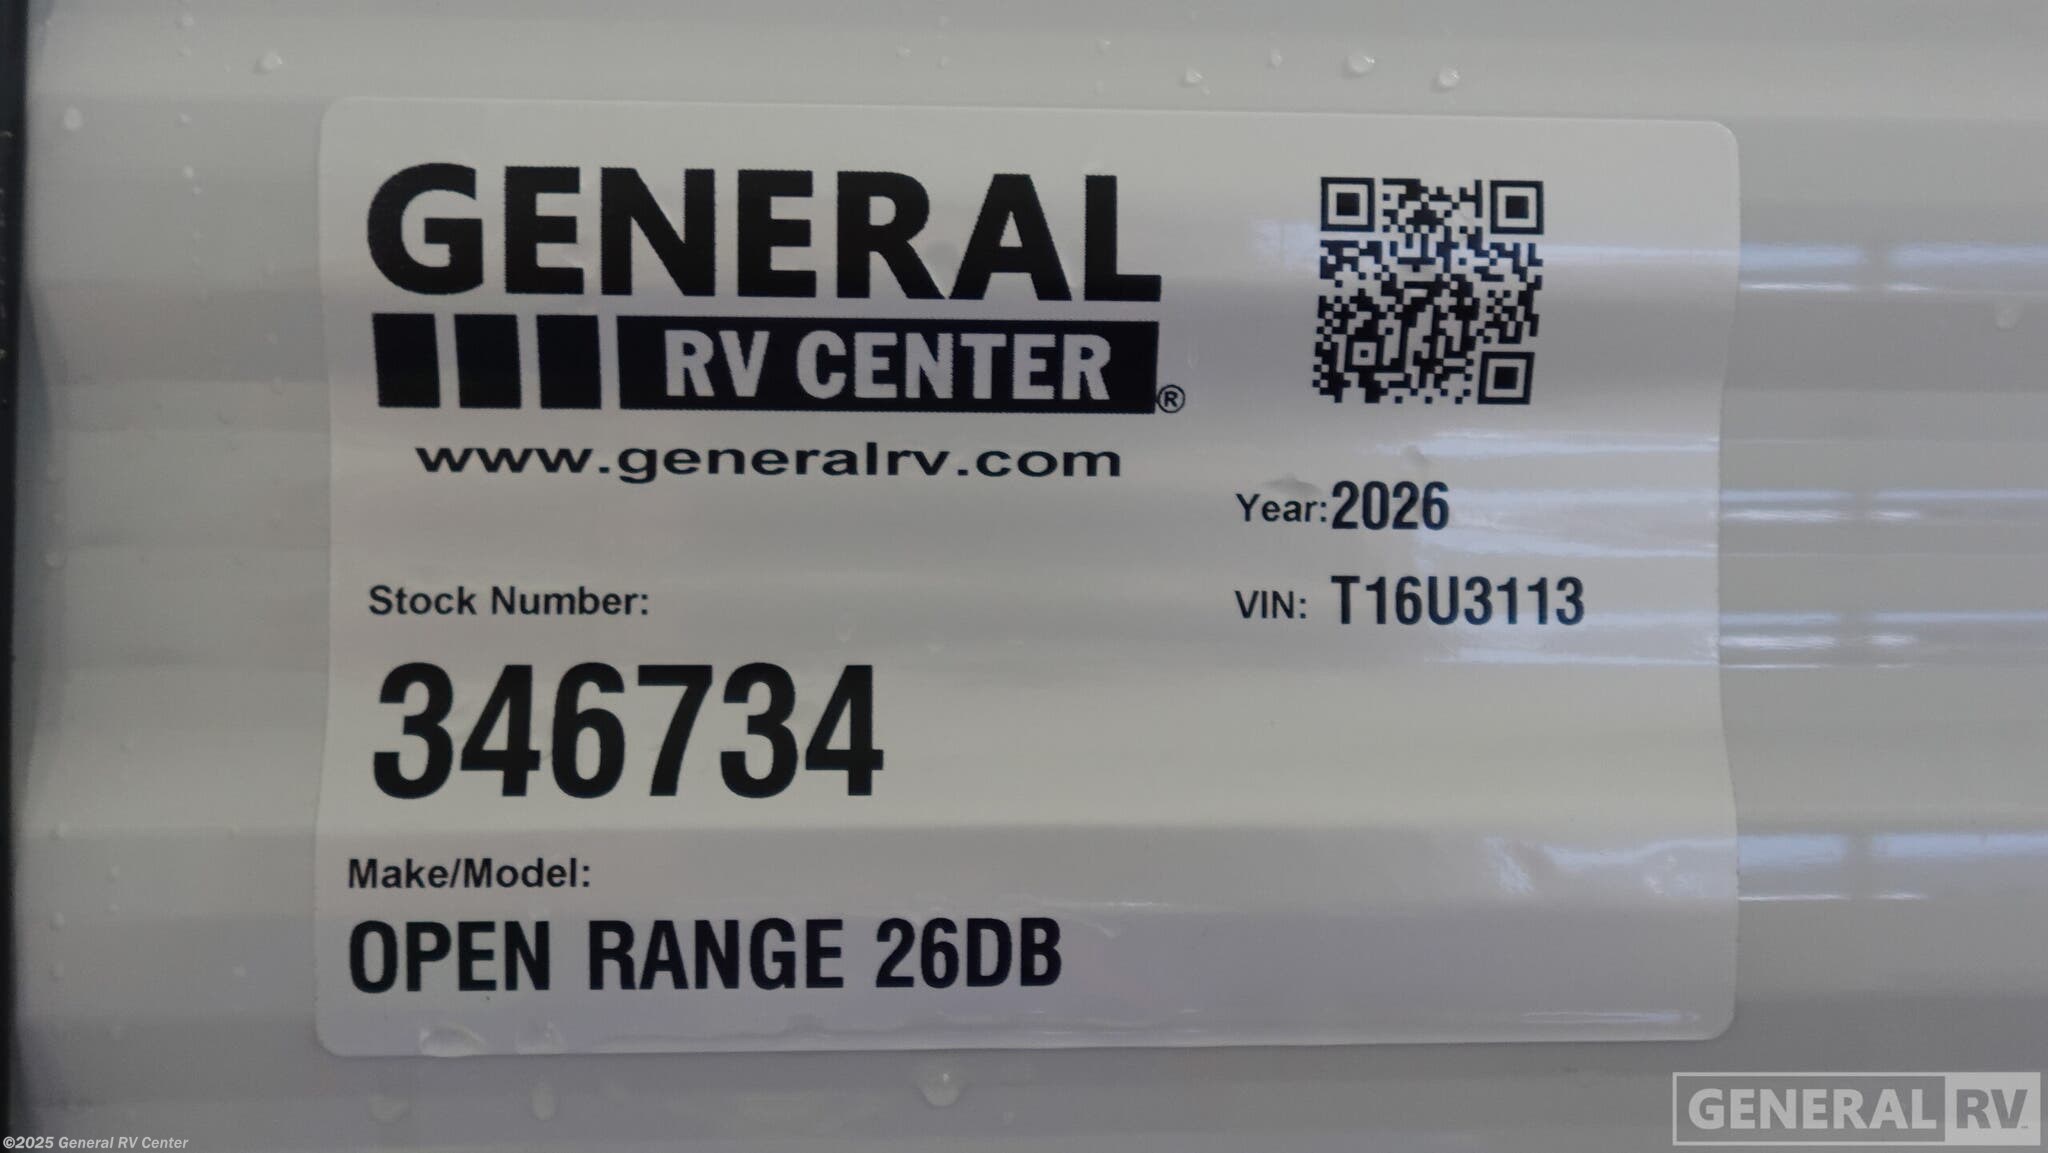 GENERAL
RV CENTER®
www.generalrv.com
Year: 2026
VIN: T16U3113
Stock Number:
346734
Make/Model:
OPEN RANGE 26DB
GENERAL RV
©2025 General RV Center